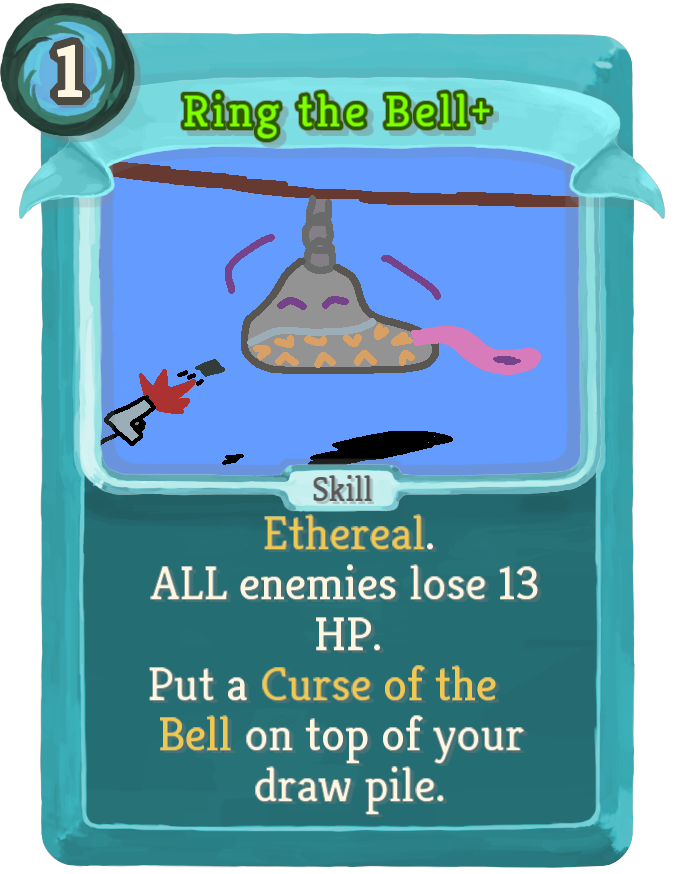 1
Ring the Bell+
Skill
Ethereal.
ALL enemies lose 13
HP.
Put a Curse of the
Bell on top of your
draw pile.